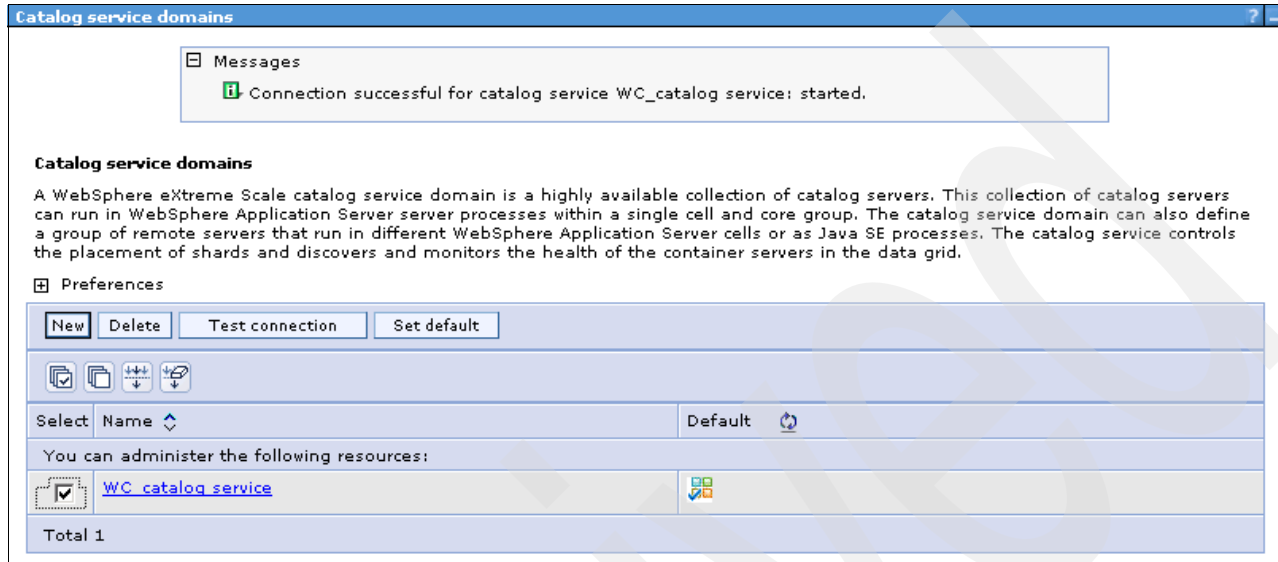 Catalog service domains ? _
Messages
Connection successful for catalog service WC_catalog service: started.
Catalog service domains
A WebSphere eXtreme Scale catalog service domain is a highly available collection of catalog servers. This collection of catalog servers
can run in WebSphere Application Server server processes within a single cell and core group. The catalog service domain can also define
a group of remote servers that run in different WebSphere Application Server cells or as Java SE processes. The catalog service controls
the placement of shards and discovers and monitors the health of the container servers in the data grid.
Preferences
New Delete Test connection Set default
Select Name Default
You can administer the following resources:
WC_catalog service
Total 1